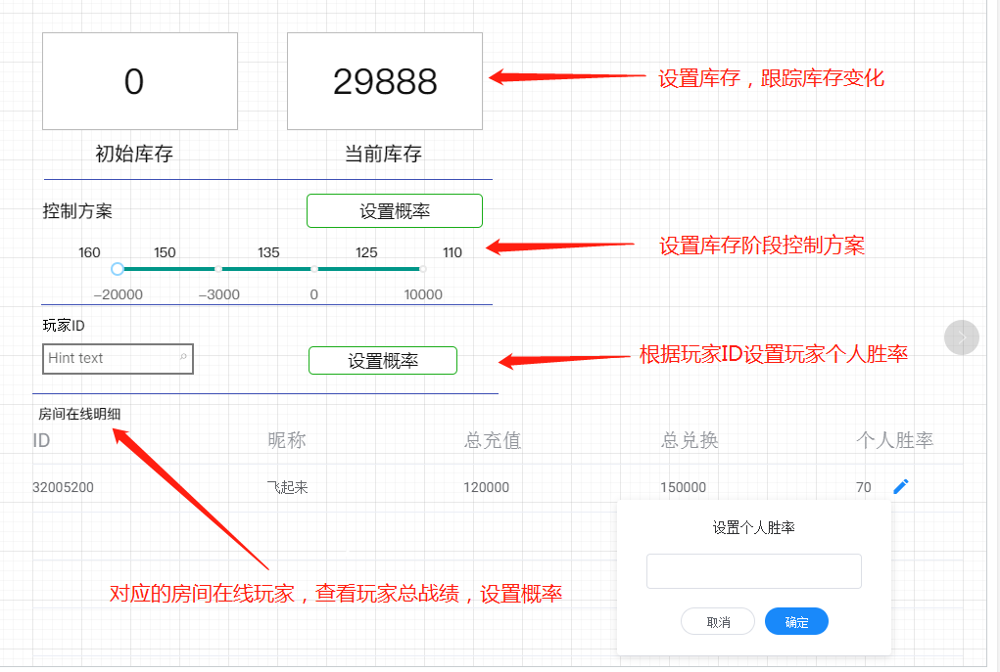 0
29888
设置库存，跟踪库存变化
初始库存
当前库存
控制方案
设置概率
160 150 135 125 110
设置库存阶段控制方案
−20000 −3000 0 10000
玩家ID
Hint text
设置概率
根据玩家ID设置玩家个人胜率
房间在线明细
ID 昵称 总充值 总兑换 个人胜率
32005200 飞起来 120000 150000 70
设置个人胜率
对应的房间在线玩家，查看玩家总战绩，设置概率
取消 确定